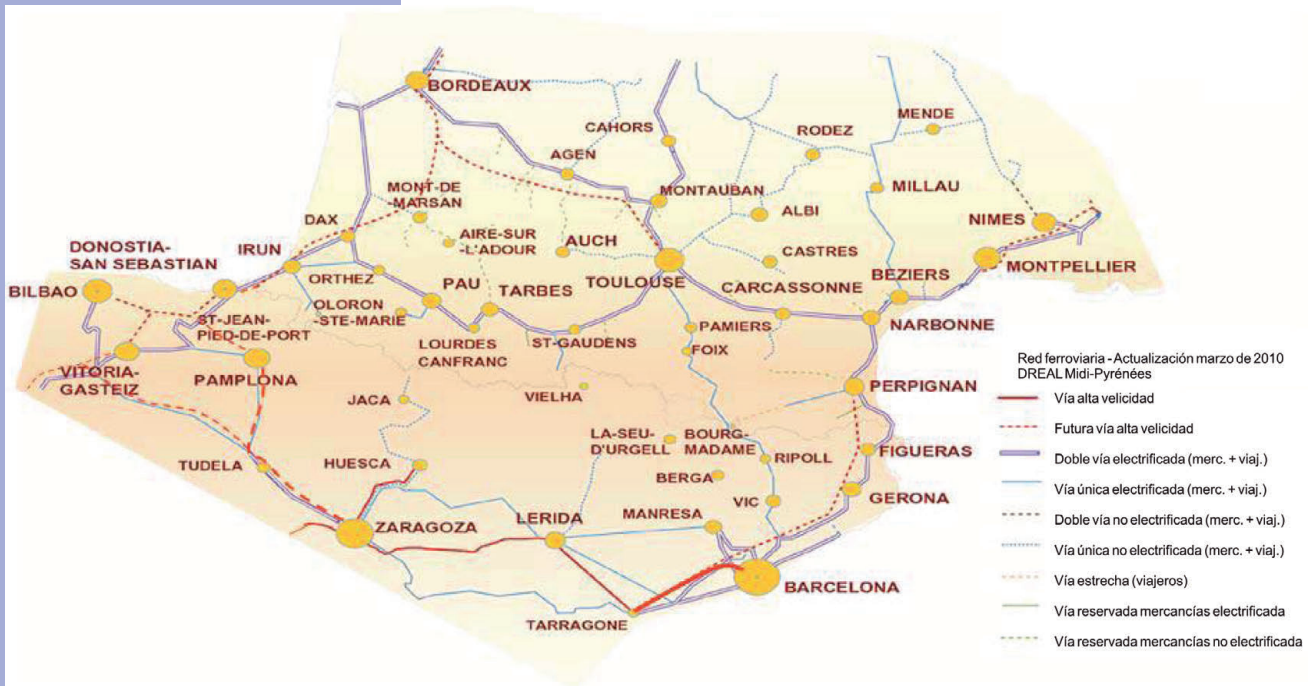 BORDEAUX
MENDE
CAHORS
RODEZ
AGEN
MONT-DE-
MARSAN
MONTAUBAN
MILLAU
DAX
AIRE-SUR
-L'ADOUR
AUCH
ALBI
NIMES
DONOSTIA-
SAN SEBASTIAN
IRUN
CASTRES
ORTHEZ
PAU
TARBES
TOULOUSE
BÉZIERS
MONTPELLIER
BILBAO
OLORON
-STE-MARIE
CARCASSONNE
ST-JEAN-
PIED-DE-PORT
LOURDES
CANFRANC
ST-GAUDENS
PAMIERS
NARBONNE
FOIX
VITORIA-
GASTEIZ
PAMPLONA
PERPIGNAN
JACA
VIELHA
LA-SEU-
D'URGELL
BOURG-
MADAME
TUDELA
HUESCA
RIPOLL
FIGUERAS
BERGA
GERONA
ZARAGOZA
LERIDA
MANRESA
VIC
BARCELONA
TARRAGONE
Red ferroviaria - Actualización marzo de 2010
DREAL Midi-Pyrénées
Vía alta velicidad
Futura vía alta velicidad
Doble vía electrificada (merc. + viaj.)
Vía única electrificada (merc. + viaj.)
Doble vía no electrificada (merc. + viaj.)
Vía única no electrificada (merc. + viaj.)
Vía estrecha (viajeros)
Vía reservada mercancías electrificada
Vía reservada mercancías no electrificada